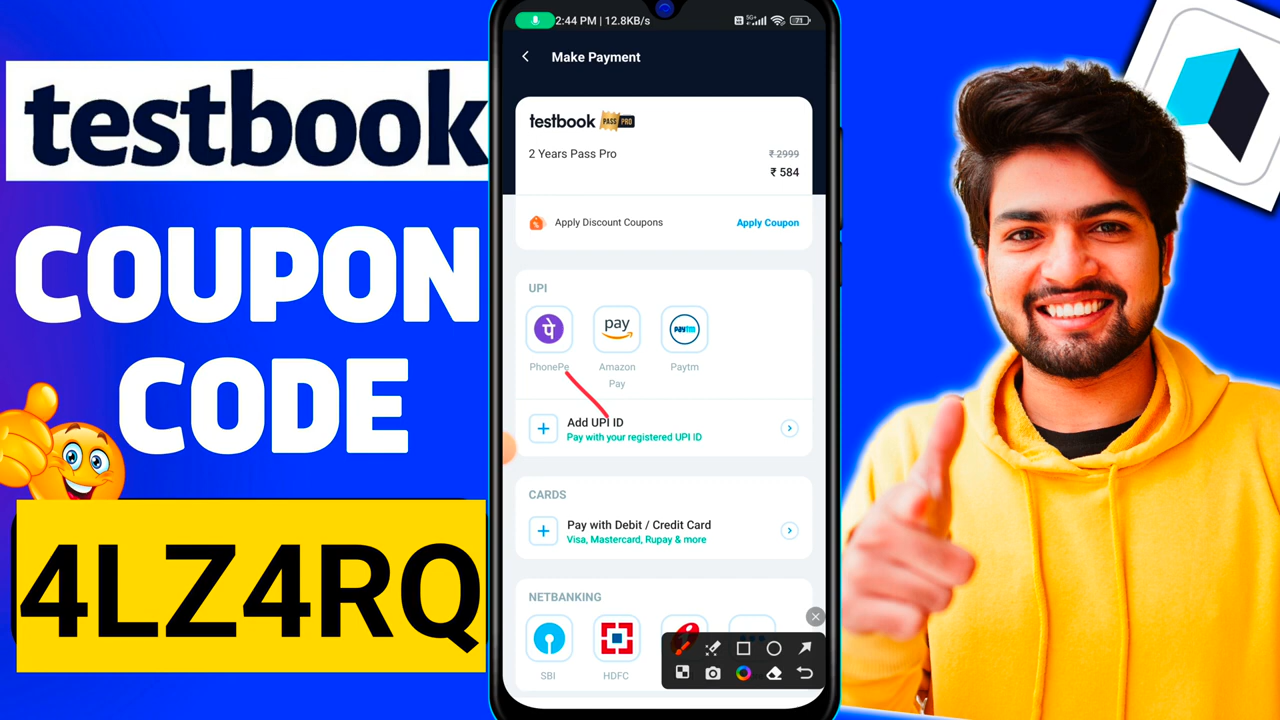 testbook
COUPON
CODE
4LZ4RQ
2:44 PM | 12.8KB/s
5G
71
Make Payment
testbook PASS PRO
2 Years Pass Pro
₹ 2999
₹ 584
Apply Discount Coupons
Apply Coupon
UPI
पे
pay
paytm
PhonePe
Amazon
Pay
Paytm
Add UPI ID
Pay with your registered UPI ID
CARDS
Pay with Debit / Credit Card
Visa, Mastercard, Rupay & more
NETBANKING
SBI
HDFC